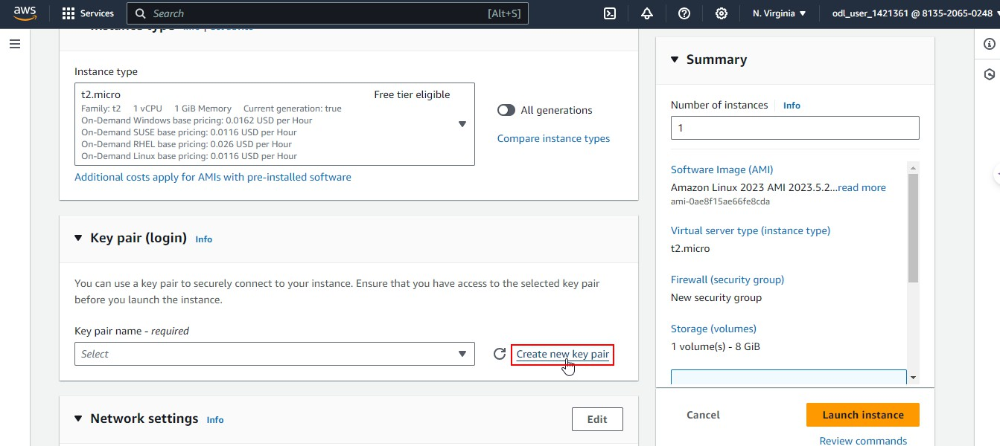 aws
Services
Search
[Alt+S]
N. Virginia
odl_user_1421361 @ 8135-2065-0248
Instance type
t2.micro
Free tier eligible
Family: t2 1 vCPU 1 GiB Memory Current generation: true
On-Demand Windows base pricing: 0.0162 USD per Hour
On-Demand SUSE base pricing: 0.0116 USD per Hour
On-Demand RHEL base pricing: 0.026 USD per Hour
On-Demand Linux base pricing: 0.0116 USD per Hour
All generations
Compare instance types
Additional costs apply for AMIs with pre-installed software
Key pair (login) Info
You can use a key pair to securely connect to your instance. Ensure that you have access to the selected key pair
before you launch the instance.
Key pair name - required
Select
Create new key pair
Network settings Info
Edit
Summary
Number of instances Info
1
Software Image (AMI)
Amazon Linux 2023 AMI 2023.5.2...read more
ami-0ae8f15ae66fe8cda
Virtual server type (instance type)
t2.micro
Firewall (security group)
New security group
Storage (volumes)
1 volume(s) - 8 GiB
Cancel
Launch instance
Review commands